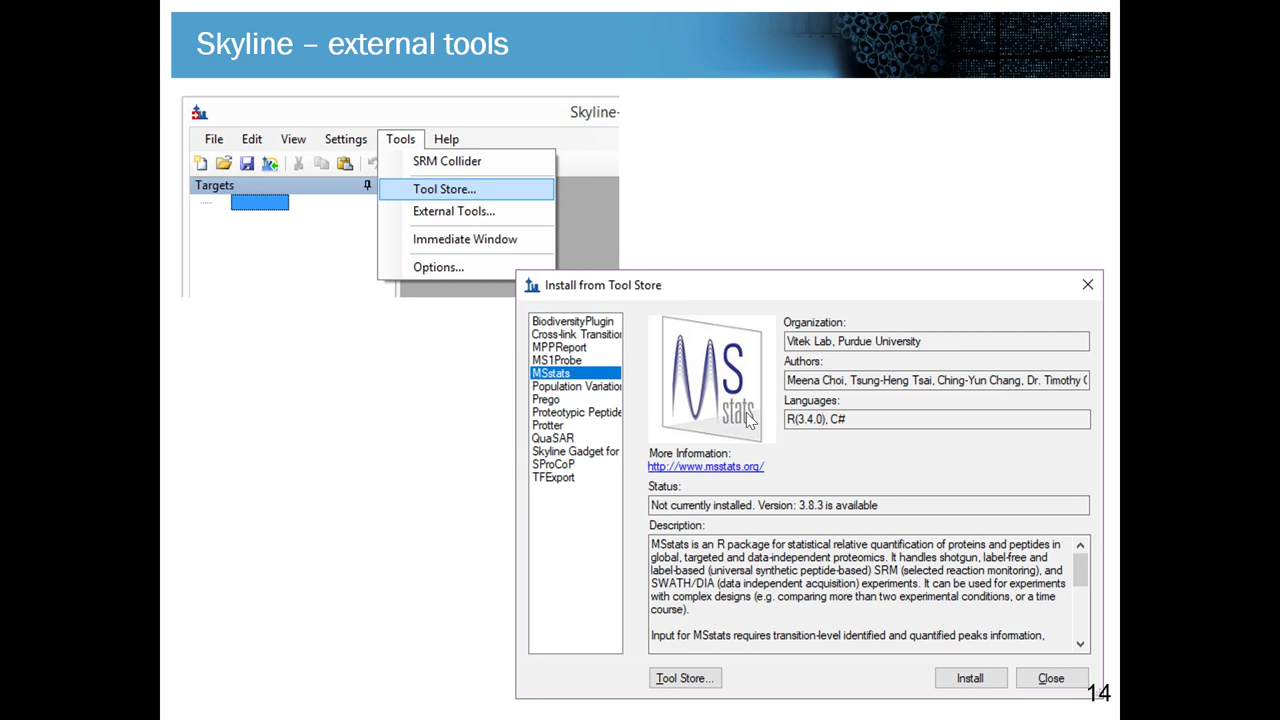 Skyline – external tools
Skyline-
File Edit View Settings Tools Help
SRM Collider
Targets
Tool Store...
External Tools...
Immediate Window
Options...
Install from Tool Store
BiodiversityPlugin
Cross-link Transition
MPPReport
MS1Probe
MSstats
Population Variation
Prego
Proteotypic Peptide
Protter
QuaSAR
Skyline Gadget for
SProCoP
TFExport
MS
stats
Organization:
Vitek Lab, Purdue University
Authors:
Meena Choi, Tsung-Heng Tsai, Ching-Yun Chang, Dr. Timothy C
Languages:
R(3.4.0), C#
More Information:
http://www.msstats.org/
Status:
Not currently installed. Version: 3.8.3 is available
Description:
MSstats is an R package for statistical relative quantification of proteins and peptides in
global, targeted and data-independent proteomics. It handles shotgun, label-free and
label-based (universal synthetic peptide-based) SRM (selected reaction monitoring), and
SWATH/DIA (data independent acquisition) experiments. It can be used for experiments
with complex designs (e.g. comparing more than two experimental conditions, or a time
course).
Input for MSstats requires transition-level identified and quantified peaks information,
Tool Store... Install Close
14